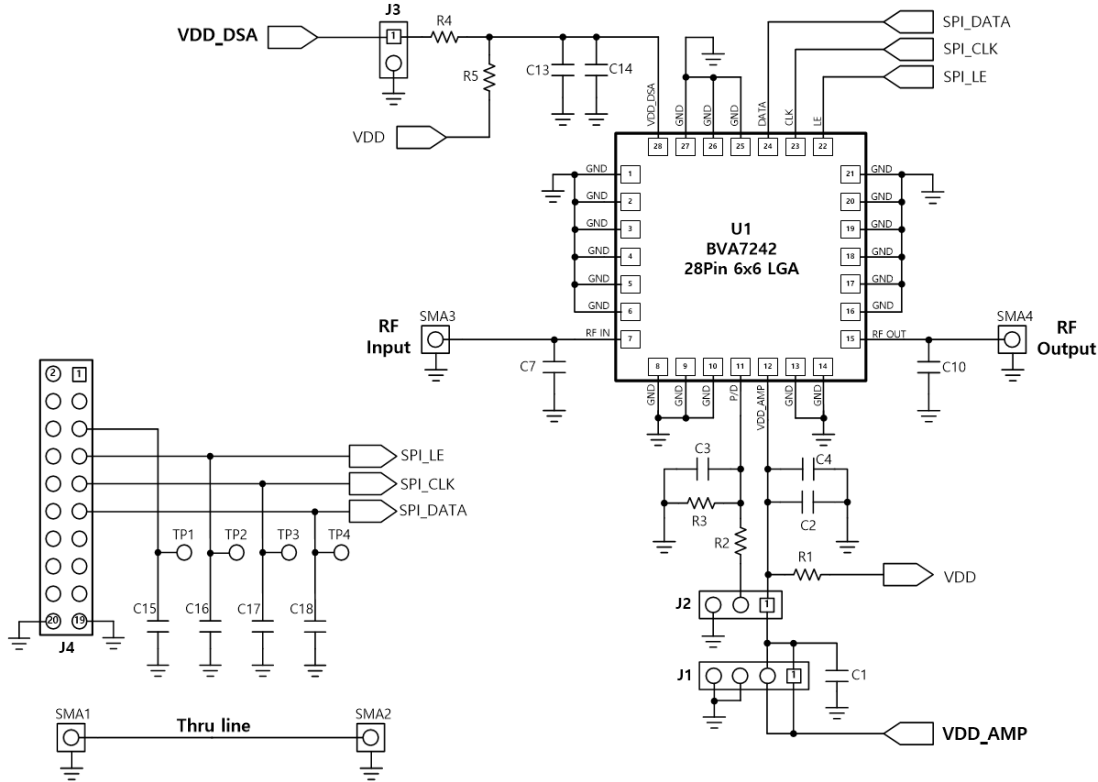 J3
VDD_DSA
1
R4
R5
C13
C14
VDD
SPI_DATA
SPI_CLK
SPI_LE
VDD_DSA
GND
GND
GND
DATA
CLK
LE
28
27
26
25
24
23
22
GND 1
GND 2
GND 3
GND 4
GND 5
GND 6
RF IN 7
21 GND
20 GND
19 GND
18 GND
17 GND
16 GND
15 RF OUT
U1
BVA7242
28Pin 6x6 LGA
8
9
10
11
12
13
14
GND
GND
GND
P/D
VDD_AMP
GND
GND
SMA3
RF
Input
C7
SMA4
RF
Output
C10
2
1
20
19
J4
SPI_LE
SPI_CLK
SPI_DATA
TP1
TP2
TP3
TP4
C15
C16
C17
C18
C3
R3
R2
C4
C2
R1
VDD
J2
1
J1
1
C1
VDD_AMP
SMA1
Thru line
SMA2